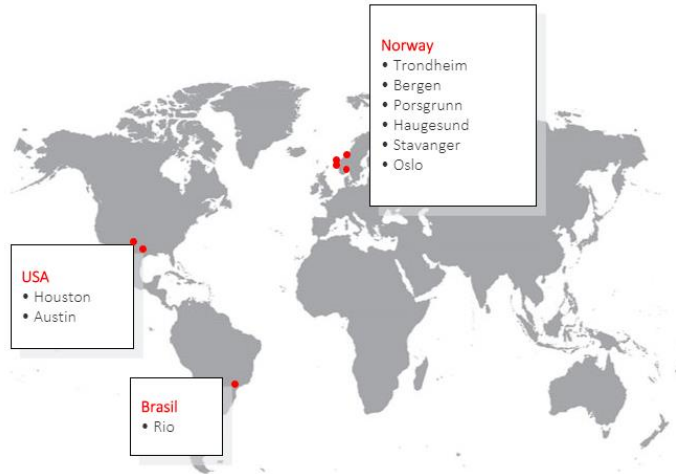 Norway
• Trondheim
• Bergen
• Porsgrunn
• Haugesund
• Stavanger
• Oslo
USA
• Houston
• Austin
Brasil
• Rio